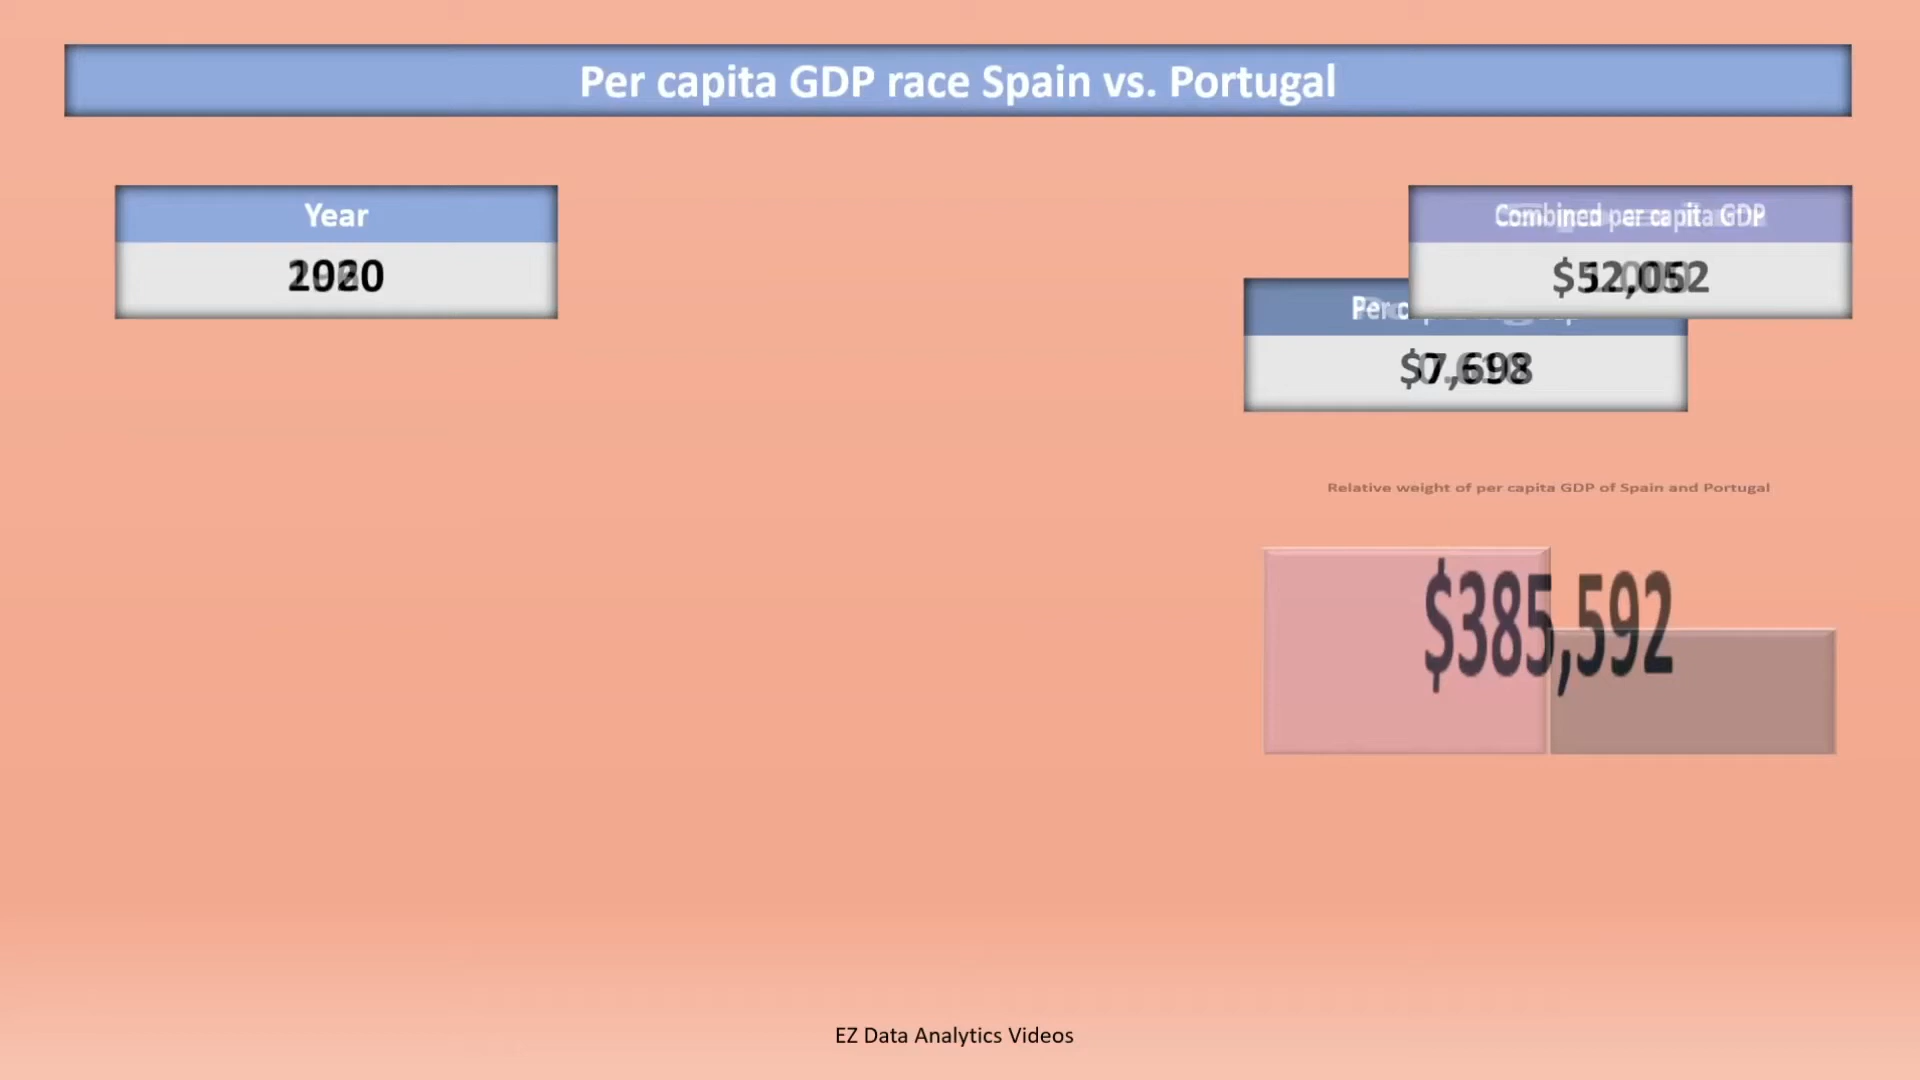 Per capita GDP race Spain vs. Portugal
Year
Combined per capita GDP
$52,052
Per
$7,698
Relative weight of per capita GDP of Spain and Portugal
$385,592
EZ Data Analytics Videos